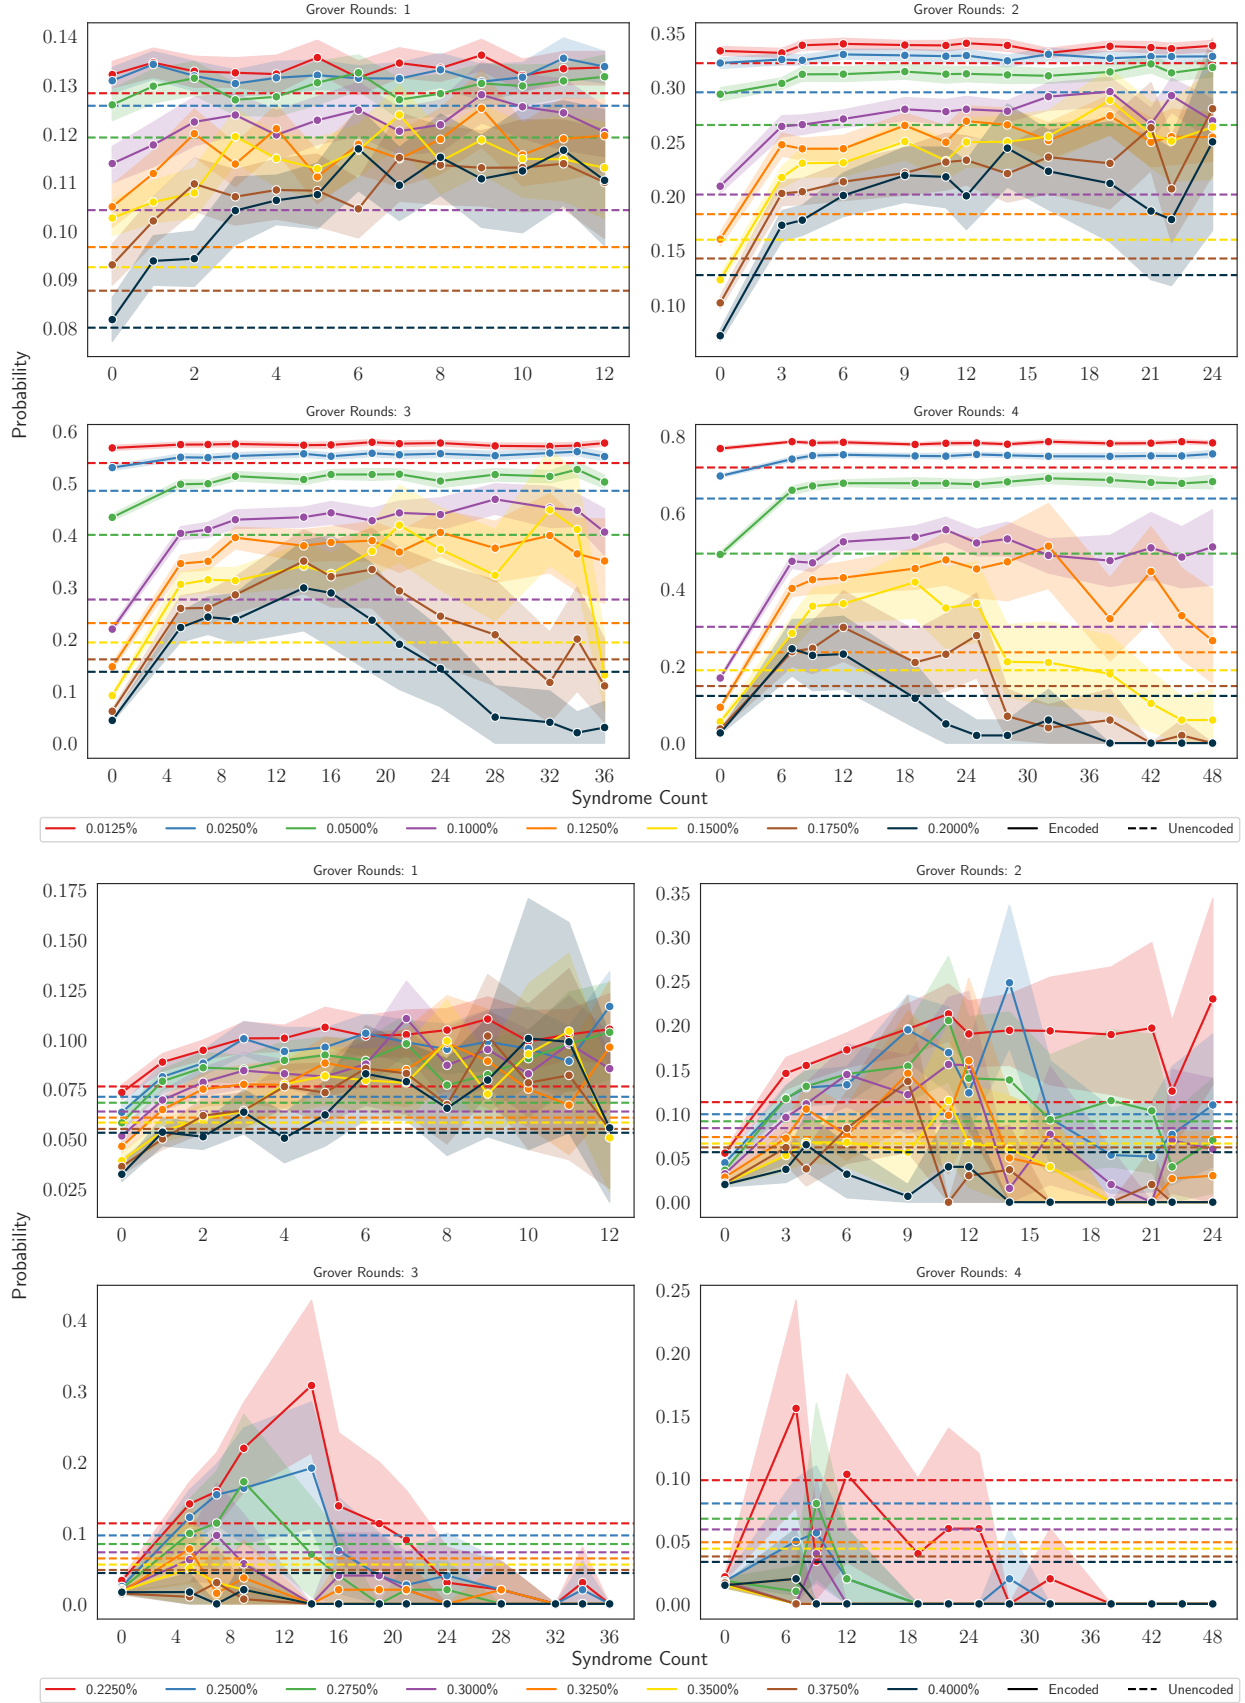 Grover Rounds: 1
Grover Rounds: 2
0.14
0.13
0.12
0.11
0.10
0.09
0.08
0 2 4 6 8 10 12
0.35
0.30
0.25
0.20
0.15
0.10
0 3 6 9 12 15 18 21 24
Probability
Grover Rounds: 3
Grover Rounds: 4
0.6
0.5
0.4
0.3
0.2
0.1
0.0
0 4 8 12 16 20 24 28 32 36
0.8
0.6
0.4
0.2
0.0
0 6 12 18 24 30 36 42 48
Syndrome Count
0.0125% 0.0250% 0.0500% 0.1000% 0.1250% 0.1500% 0.1750% 0.2000% Encoded Unencoded
Grover Rounds: 1
Grover Rounds: 2
0.175
0.150
0.125
0.100
0.075
0.050
0.025
0 2 4 6 8 10 12
0.35
0.30
0.25
0.20
0.15
0.10
0.05
0.00
0 3 6 9 12 15 18 21 24
Probability
Grover Rounds: 3
Grover Rounds: 4
0.4
0.3
0.2
0.1
0.0
0 4 8 12 16 20 24 28 32 36
0.25
0.20
0.15
0.10
0.05
0.00
0 6 12 18 24 30 36 42 48
Syndrome Count
0.2250% 0.2500% 0.2750% 0.3000% 0.3250% 0.3500% 0.3750% 0.4000% Encoded Unencoded